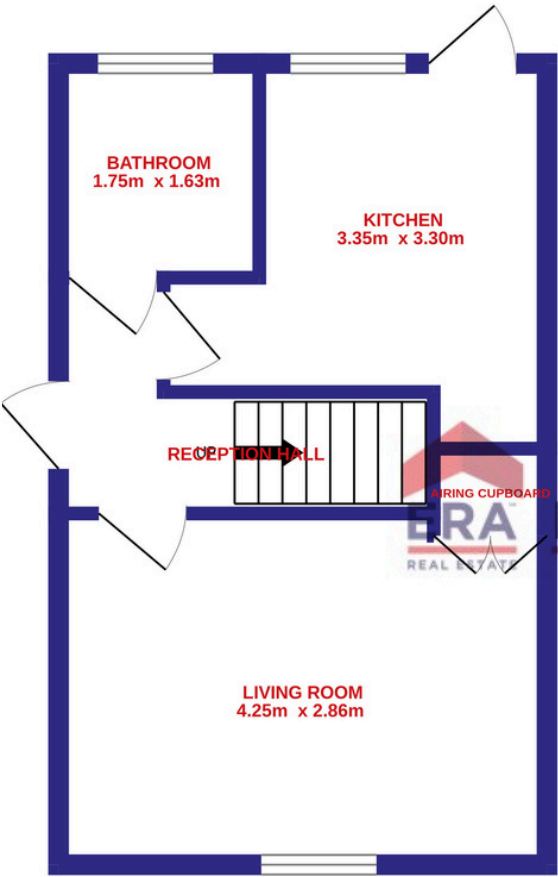 BATHROOM
1.75m x 1.63m
KITCHEN
3.35m x 3.30m
UP
RECEPTION HALL
AIRING CUPBOARD
ERA
REAL ESTATE
LIVING ROOM
4.25m x 2.86m